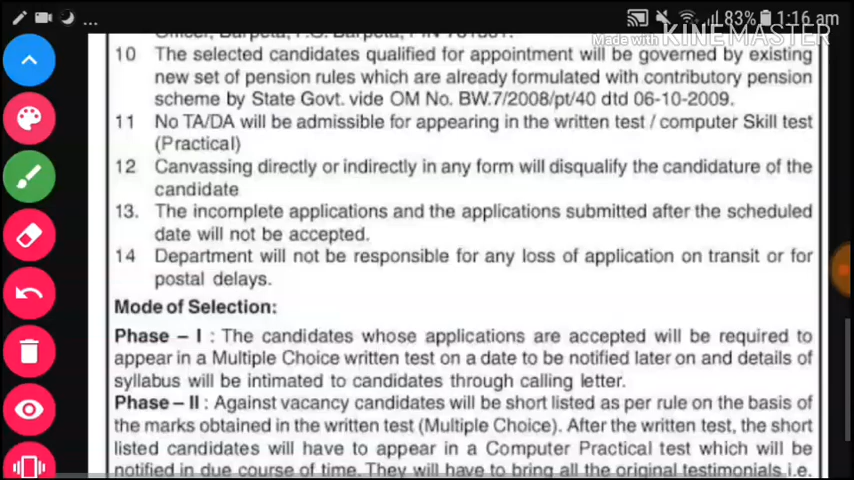 83% 1:16 am
Made with KINEMASTER
Officer, Barpeta, P.O. Barpeta, PIN 781301.
10 The selected candidates qualified for appointment will be governed by existing
new set of pension rules which are already formulated with contributory pension
scheme by State Govt. vide OM No. BW.7/2008/pt/40 dtd 06-10-2009.
11 No TA/DA will be admissible for appearing in the written test / computer Skill test
(Practical)
12 Canvassing directly or indirectly in any form will disqualify the candidature of the
candidate
13. The incomplete applications and the applications submitted after the scheduled
date will not be accepted.
14 Department will not be responsible for any loss of application on transit or for
postal delays.
Mode of Selection:
Phase – I : The candidates whose applications are accepted will be required to
appear in a Multiple Choice written test on a date to be notified later on and details of
syllabus will be intimated to candidates through calling letter.
Phase – II : Against vacancy candidates will be short listed as per rule on the basis of
the marks obtained in the written test (Multiple Choice). After the written test, the short
listed candidates will have to appear in a Computer Practical test which will be
notified in due course of time. They will have to bring all the original testimonials i.e.